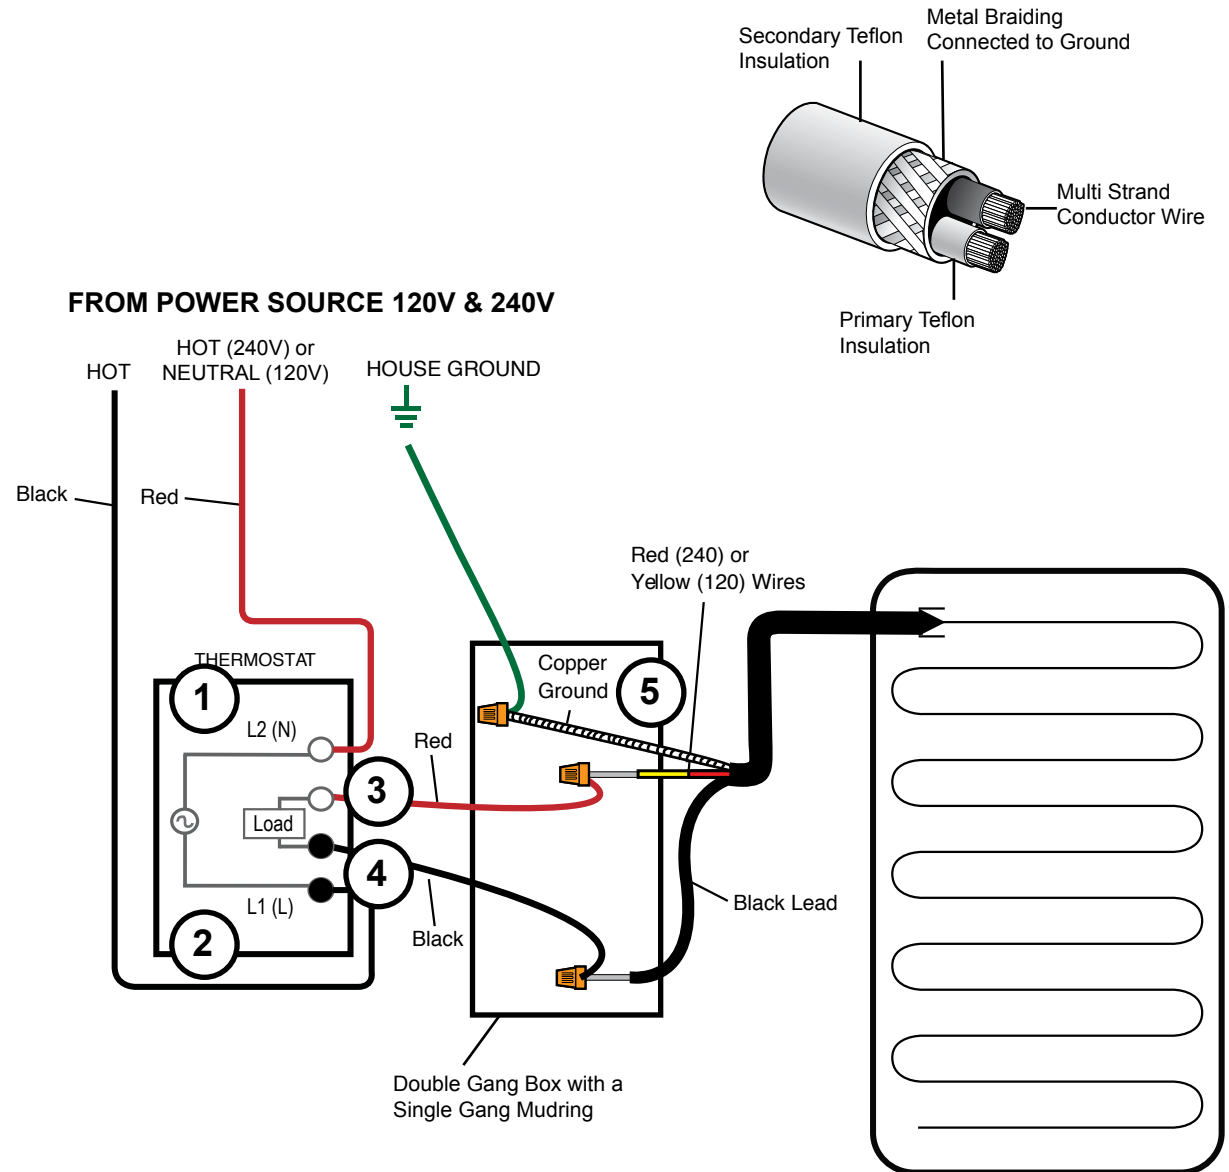 Secondary Teflon
Insulation
Metal Braiding
Connected to Ground
Multi Strand
Conductor Wire
Primary Teflon
Insulation
FROM POWER SOURCE 120V & 240V
HOT
HOT (240V) or
NEUTRAL (120V)
HOUSE GROUND
Black
Red
Red (240) or
Yellow (120) Wires
THERMOSTAT
1
L2 (N)
Copper
Ground
5
Red
3
Load
4
L1 (L)
2
Black
Black Lead
Double Gang Box with a
Single Gang Mudring